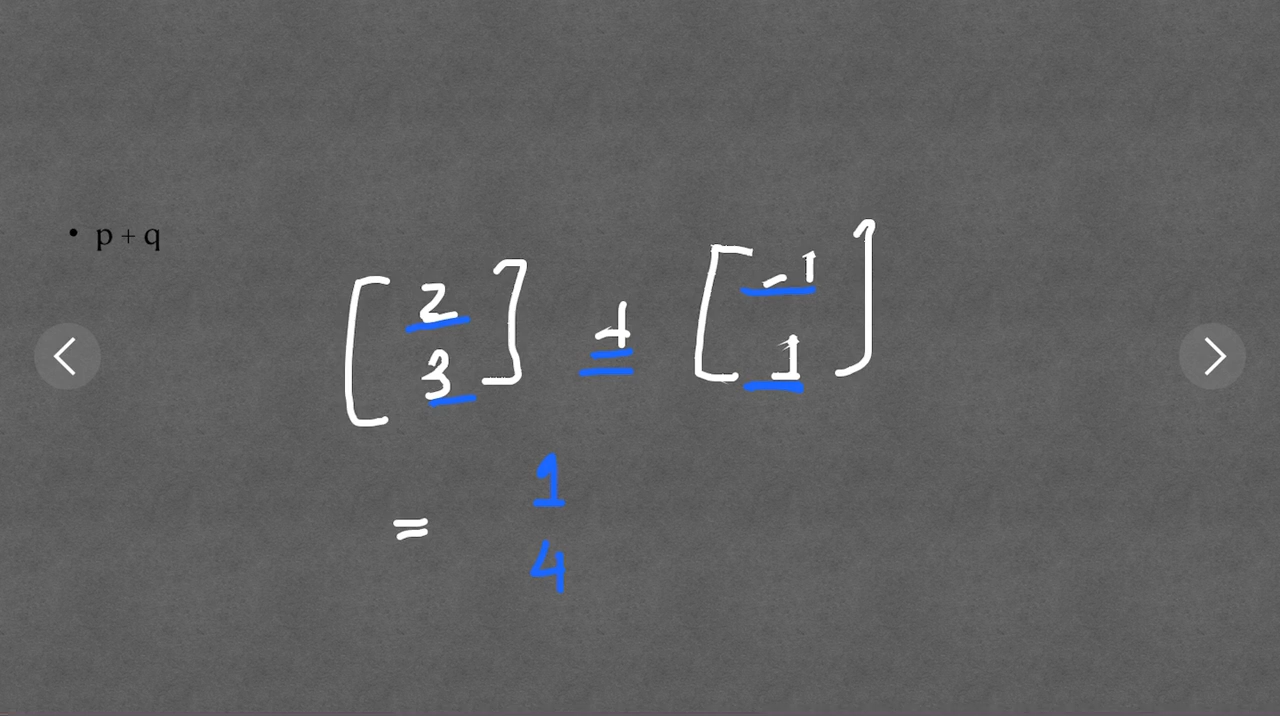 • p + q
[2 3] + [-1 1]
= 1
4